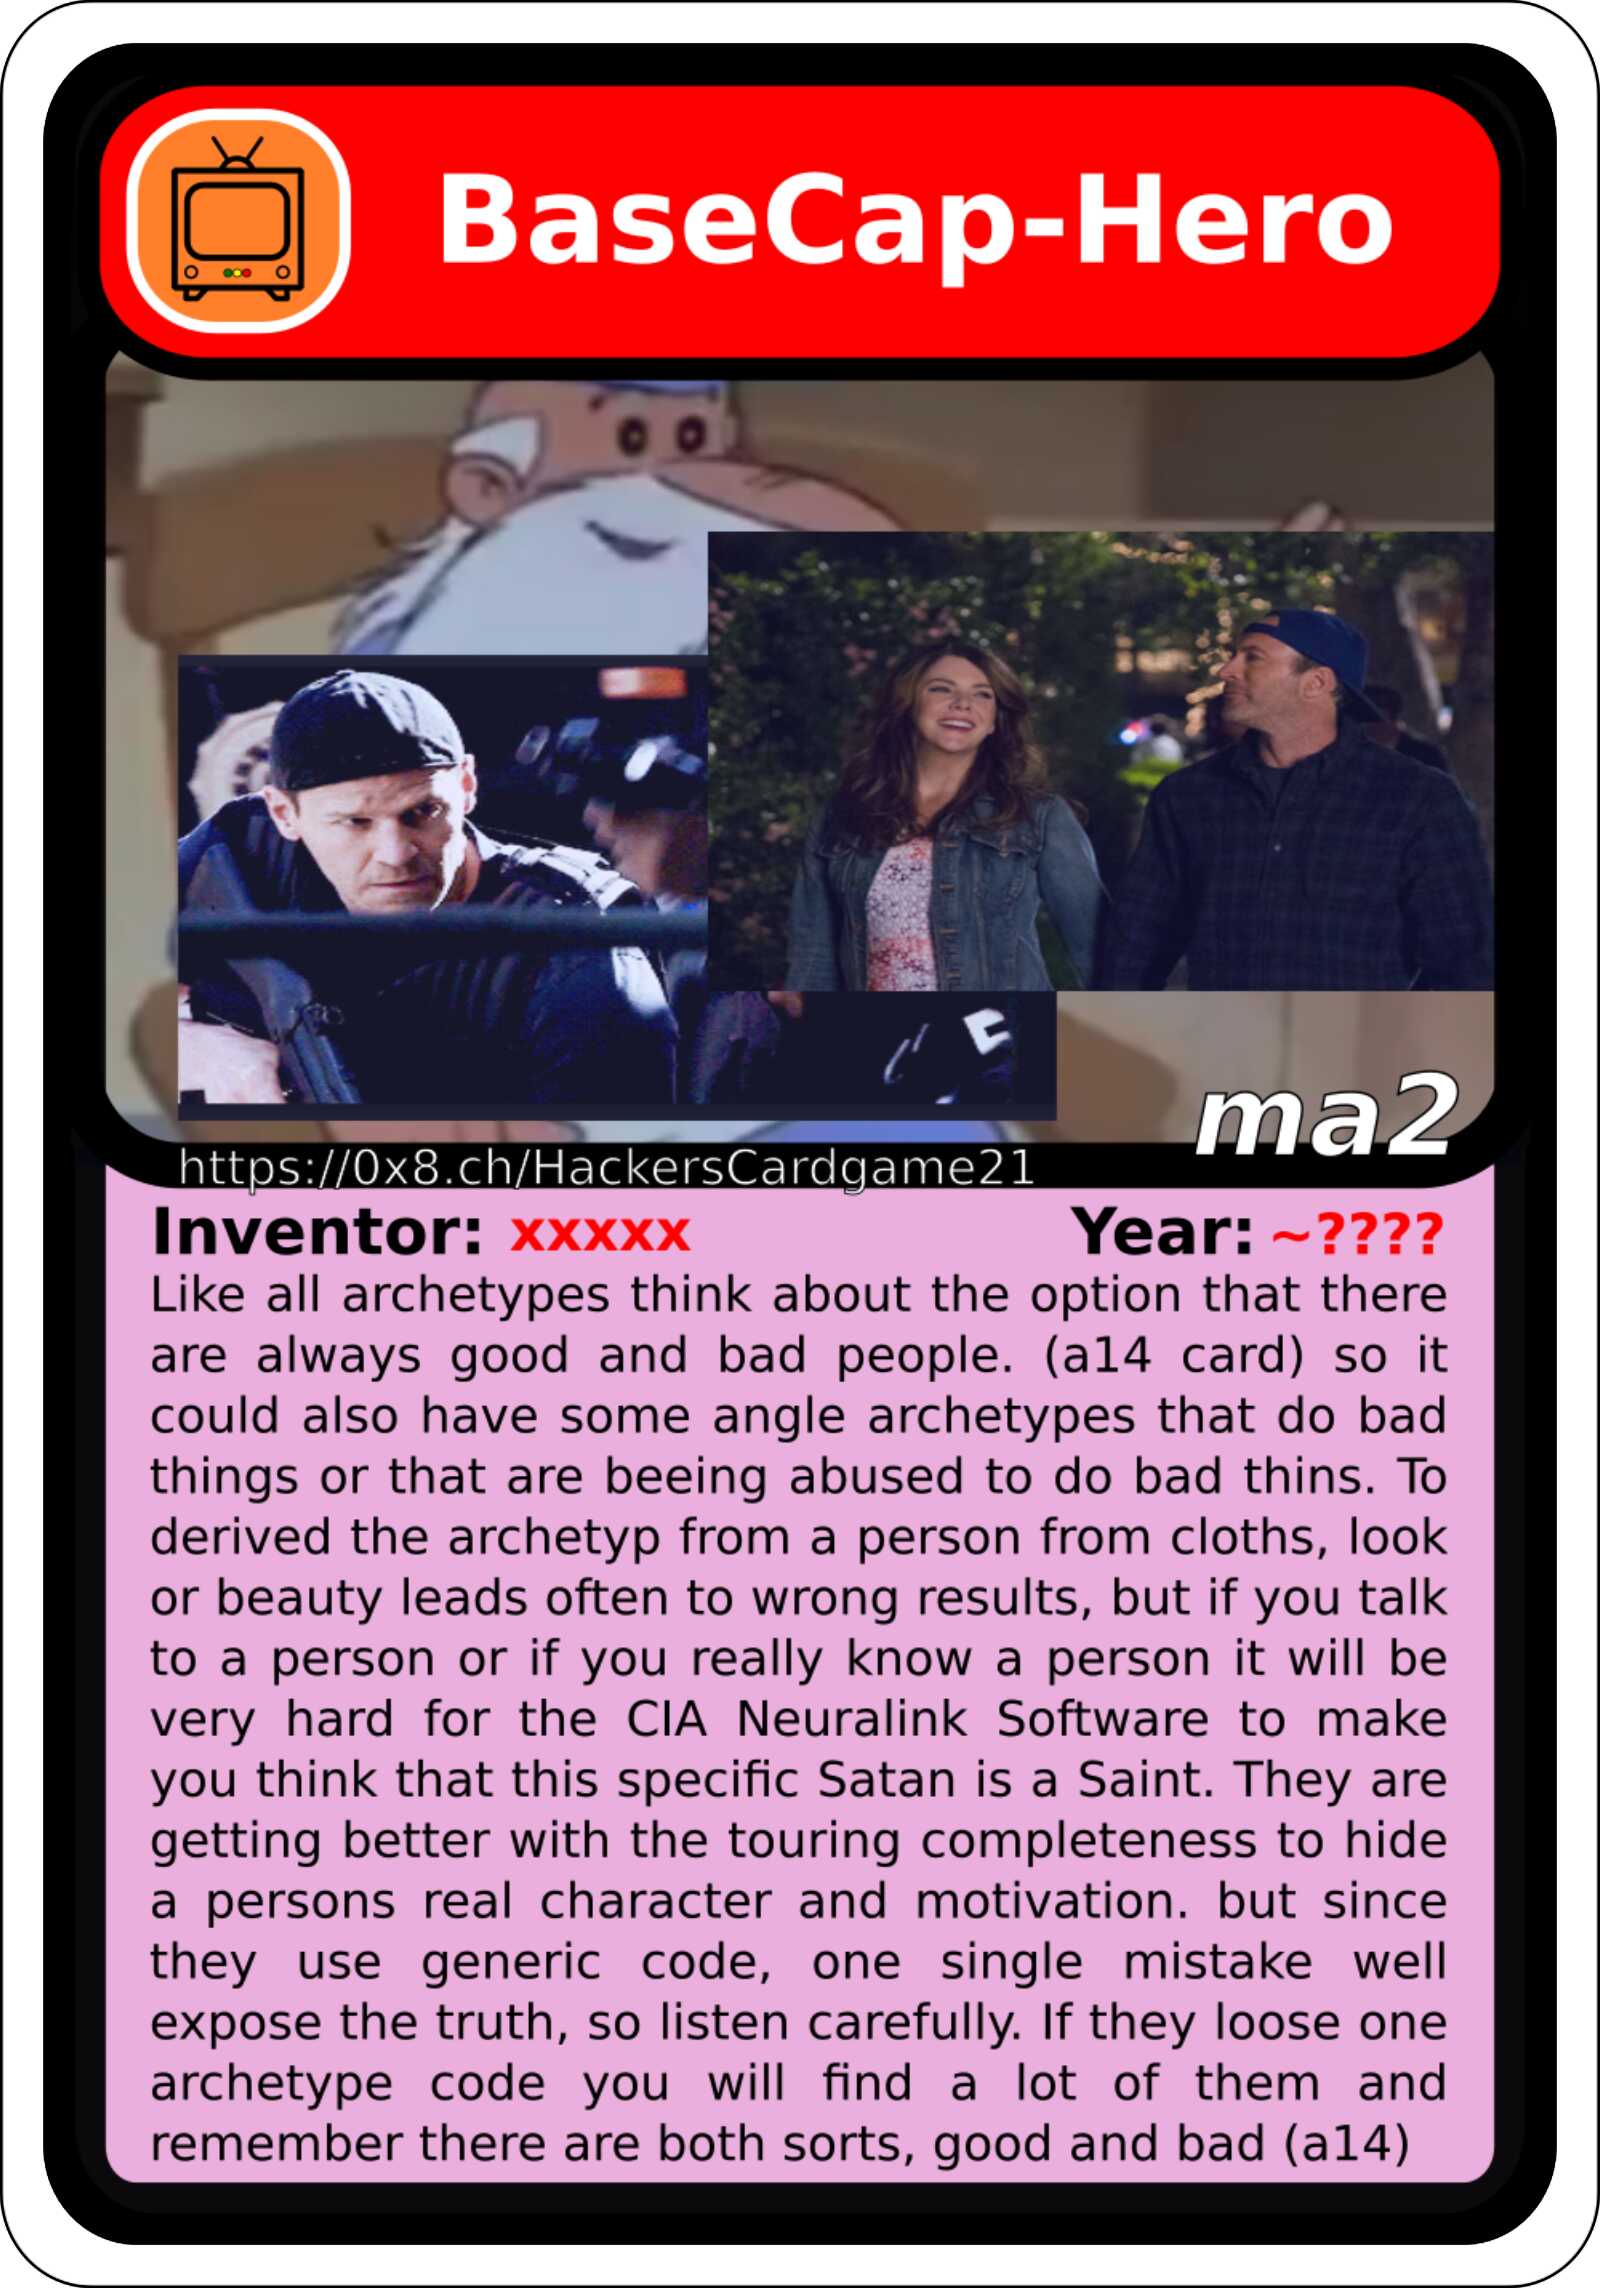 BaseCap-Hero
ma2
https://0x8.ch/HackersCardgame21
Inventor: xxxxx Year: ~????
Like all archetypes think about the option that there
are always good and bad people. (a14 card) so it
could also have some angle archetypes that do bad
things or that are beeing abused to do bad thins. To
derived the archetyp from a person from cloths, look
or beauty leads often to wrong results, but if you talk
to a person or if you really know a person it will be
very hard for the CIA Neuralink Software to make
you think that this specific Satan is a Saint. They are
getting better with the touring completeness to hide
a persons real character and motivation. but since
they use generic code, one single mistake well
expose the truth, so listen carefully. If they loose one
archetype code you will find a lot of them and
remember there are both sorts, good and bad (a14)